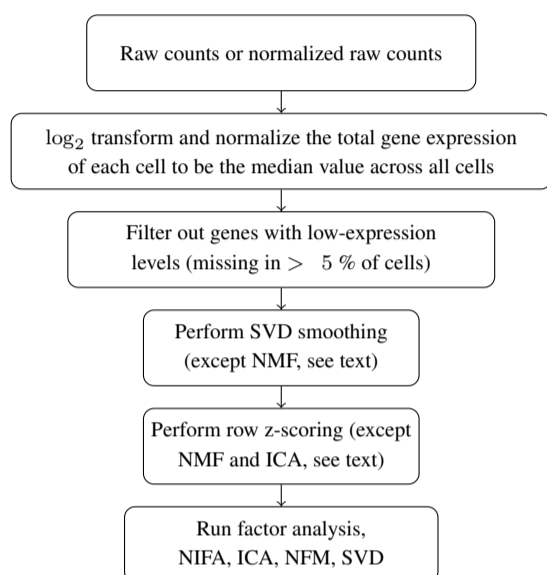 Raw counts or normalized raw counts
log₂ transform and normalize the total gene expression
of each cell to be the median value across all cells
Filter out genes with low-expression
levels (missing in > 5 % of cells)
Perform SVD smoothing
(except NMF, see text)
Perform row z-scoring (except
NMF and ICA, see text)
Run factor analysis,
NIFA, ICA, NFM, SVD